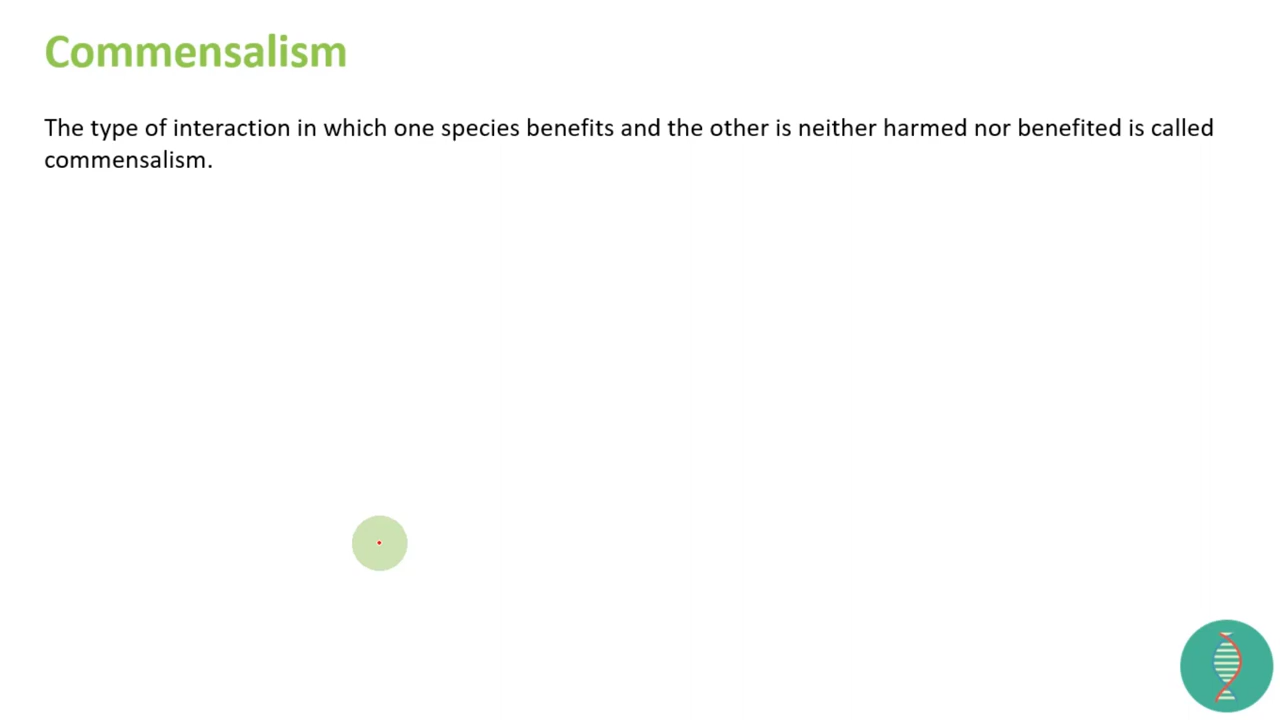 Commensalism
The type of interaction in which one species benefits and the other is neither harmed nor benefited is called
commensalism.